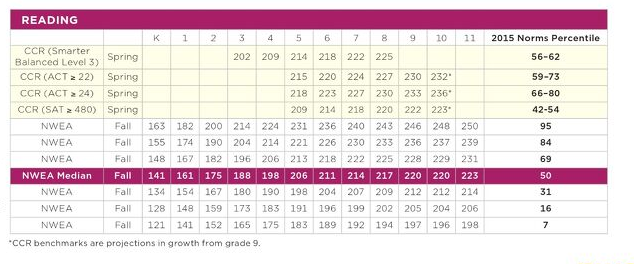 READING
K 1 2 3 4 5 6 7 8 9 10 11 2015 Norms Percentile
CCR (Smarter Balanced Level 3) Spring 202 209 214 218 222 225 56–62
CCR (ACT ≥ 22) Spring 215 220 224 227 230 232* 59–73
CCR (ACT ≥ 24) Spring 218 223 227 230 233 236* 66–80
CCR (SAT ≥ 480) Spring 209 214 218 220 222 223* 42-54
NWEA Fall 163 182 200 214 224 231 236 240 243 246 248 250 95
NWEA Fall 155 174 190 204 214 221 226 230 233 236 237 239 84
NWEA Fall 148 167 182 196 206 213 218 222 225 228 229 231 69
NWEA Median Fall 141 161 175 188 198 206 211 214 217 220 220 223 50
NWEA Fall 134 154 167 180 190 198 204 207 209 212 212 214 31
NWEA Fall 128 148 159 173 183 191 196 199 202 205 204 206 16
NWEA Fall 121 141 152 165 175 183 189 192 194 197 196 198 7
*CCR benchmarks are projections in growth from grade 9.